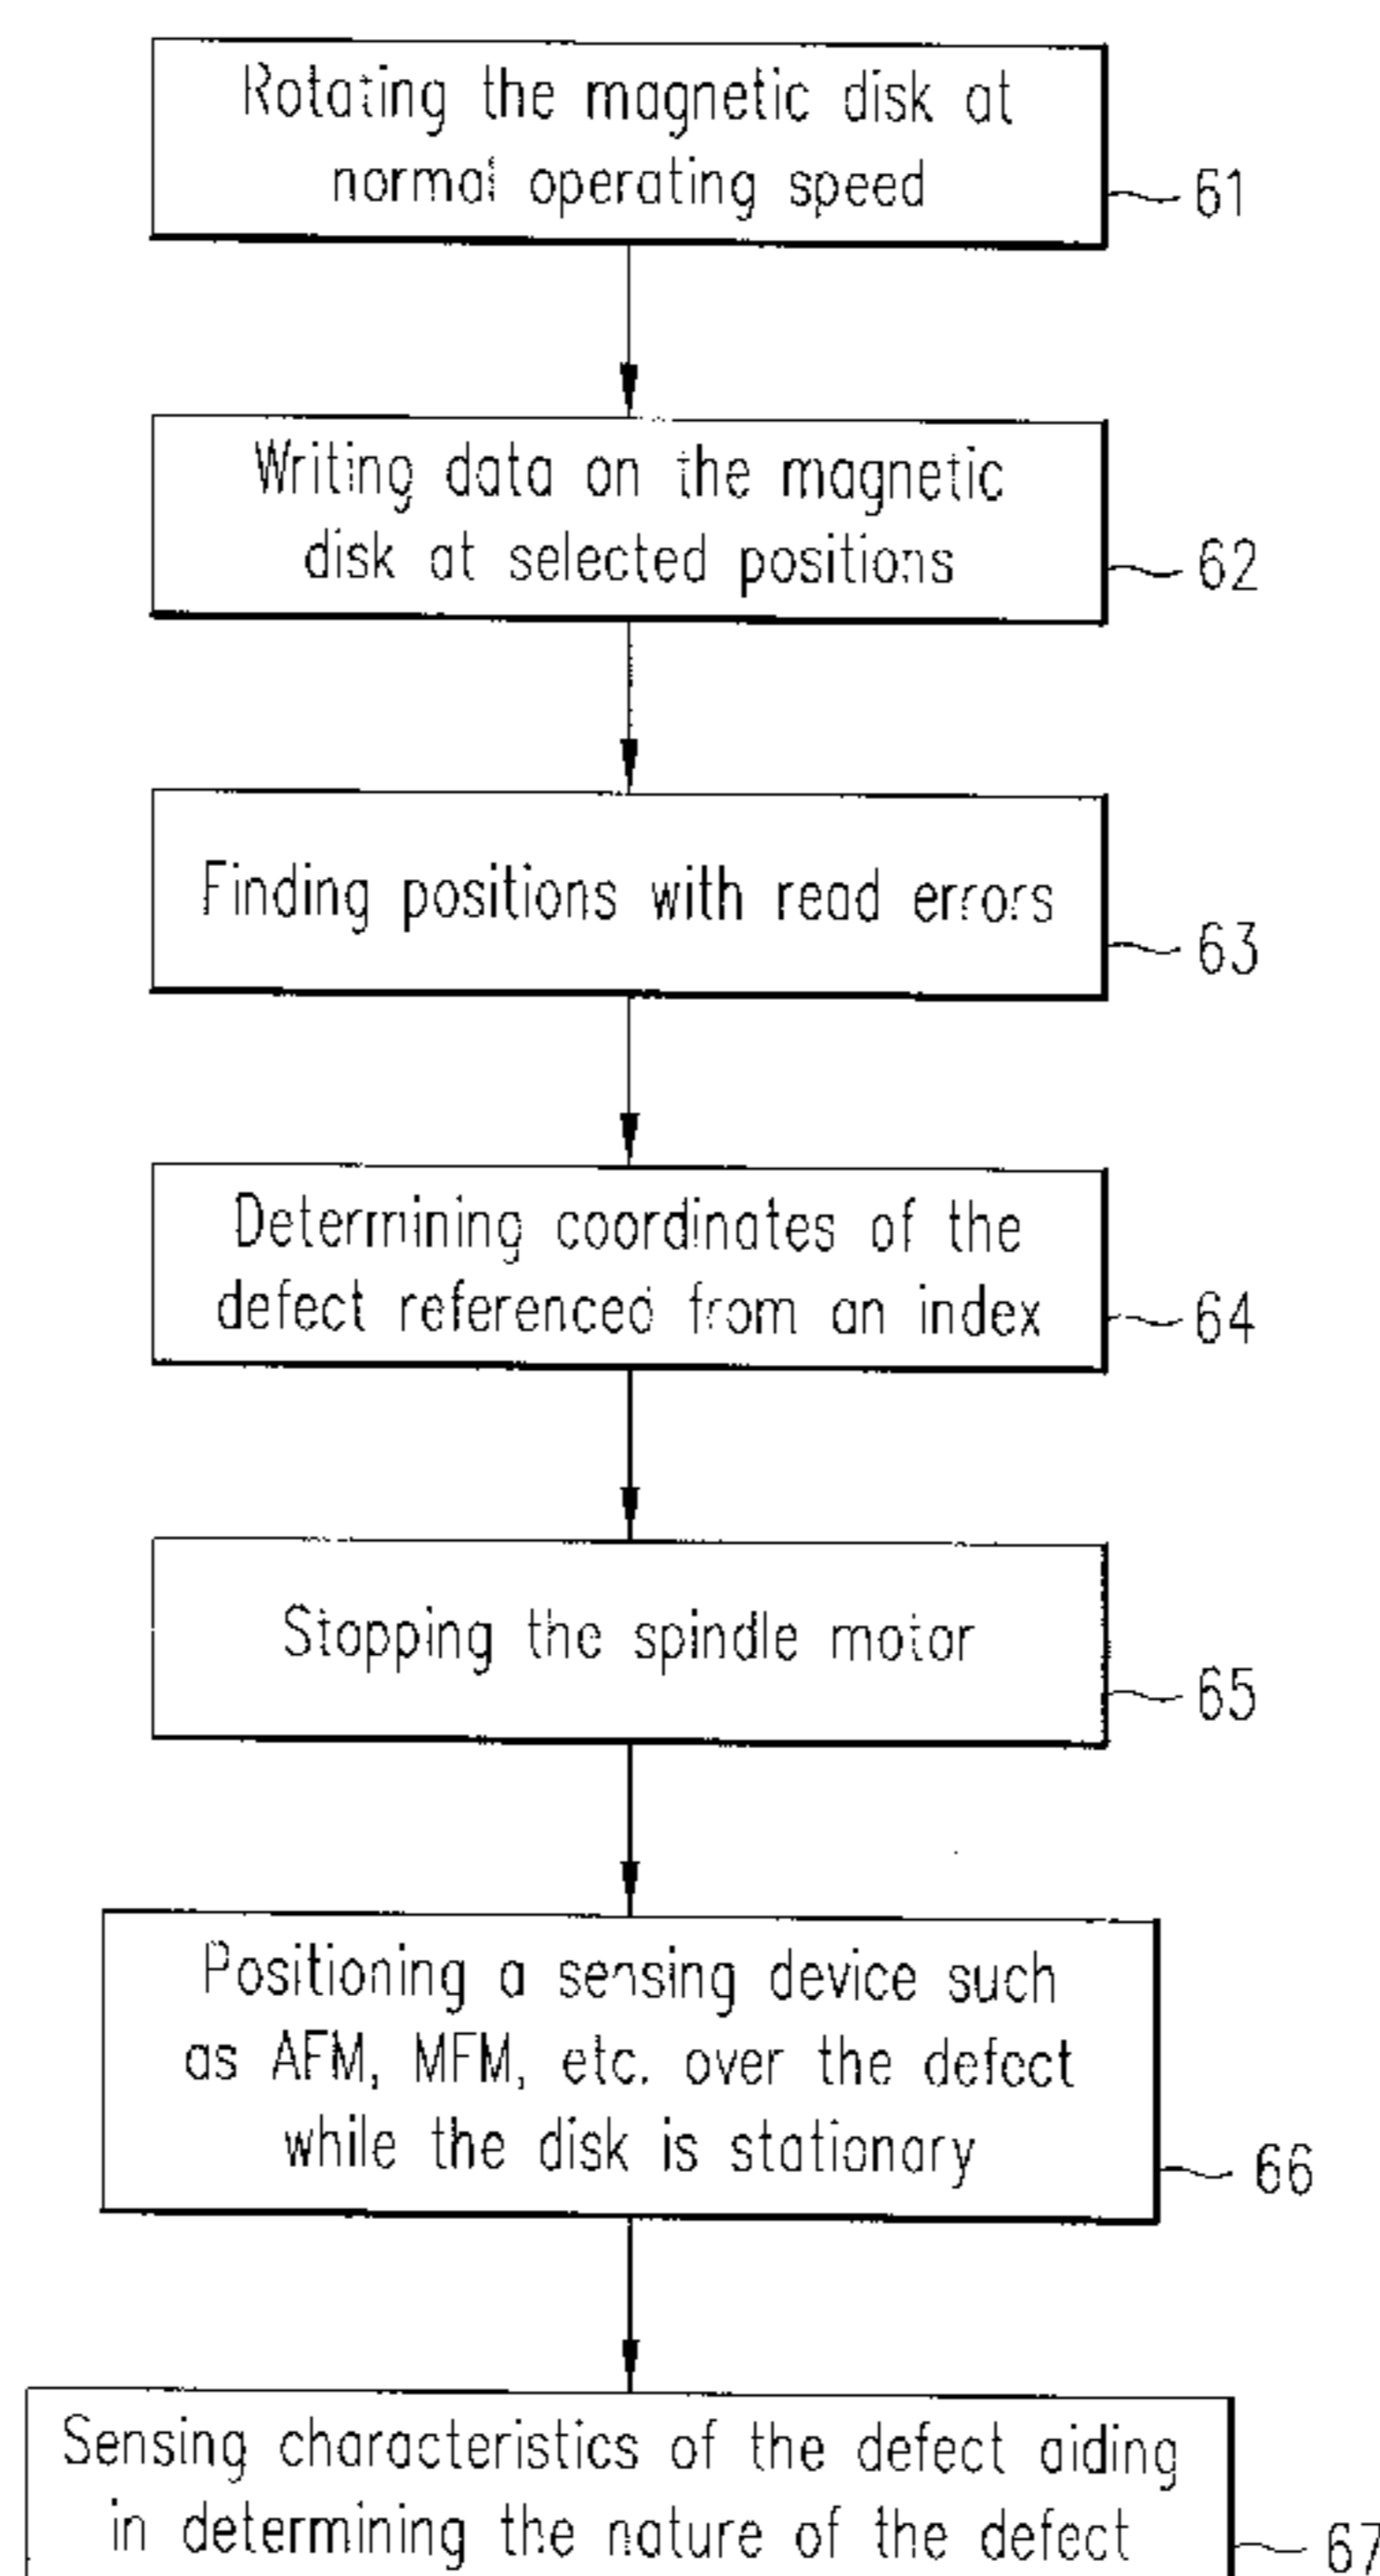 Rotating the magnetic disk at
normal operating speed
61
Writing data on the magnetic
disk at selected positions
62
Finding positions with read errors
63
Determining coordinates of the
defect referenced from an index
64
Stopping the spindle motor
65
Positioning a sensing device such
as AFM, MFM, etc. over the defect
while the disk is stationary
66
Sensing characteristics of the defect aiding
in determining the nature of the defect
67